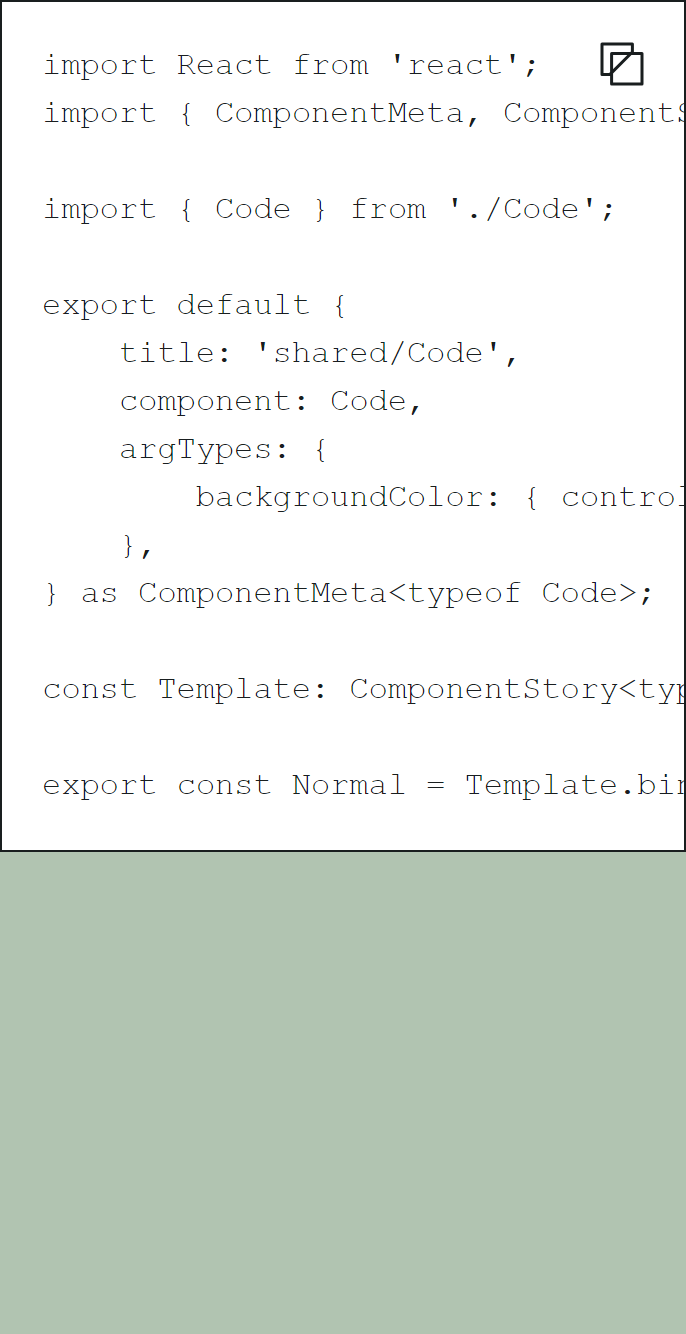 import React from 'react';
import { ComponentMeta, Component
import { Code } from './Code';
export default {
    title: 'shared/Code',
    component: Code,
    argTypes: {
        backgroundColor: { control
    },
} as ComponentMeta<typeof Code>;
const Template: ComponentStory<typ
export const Normal = Template.bin